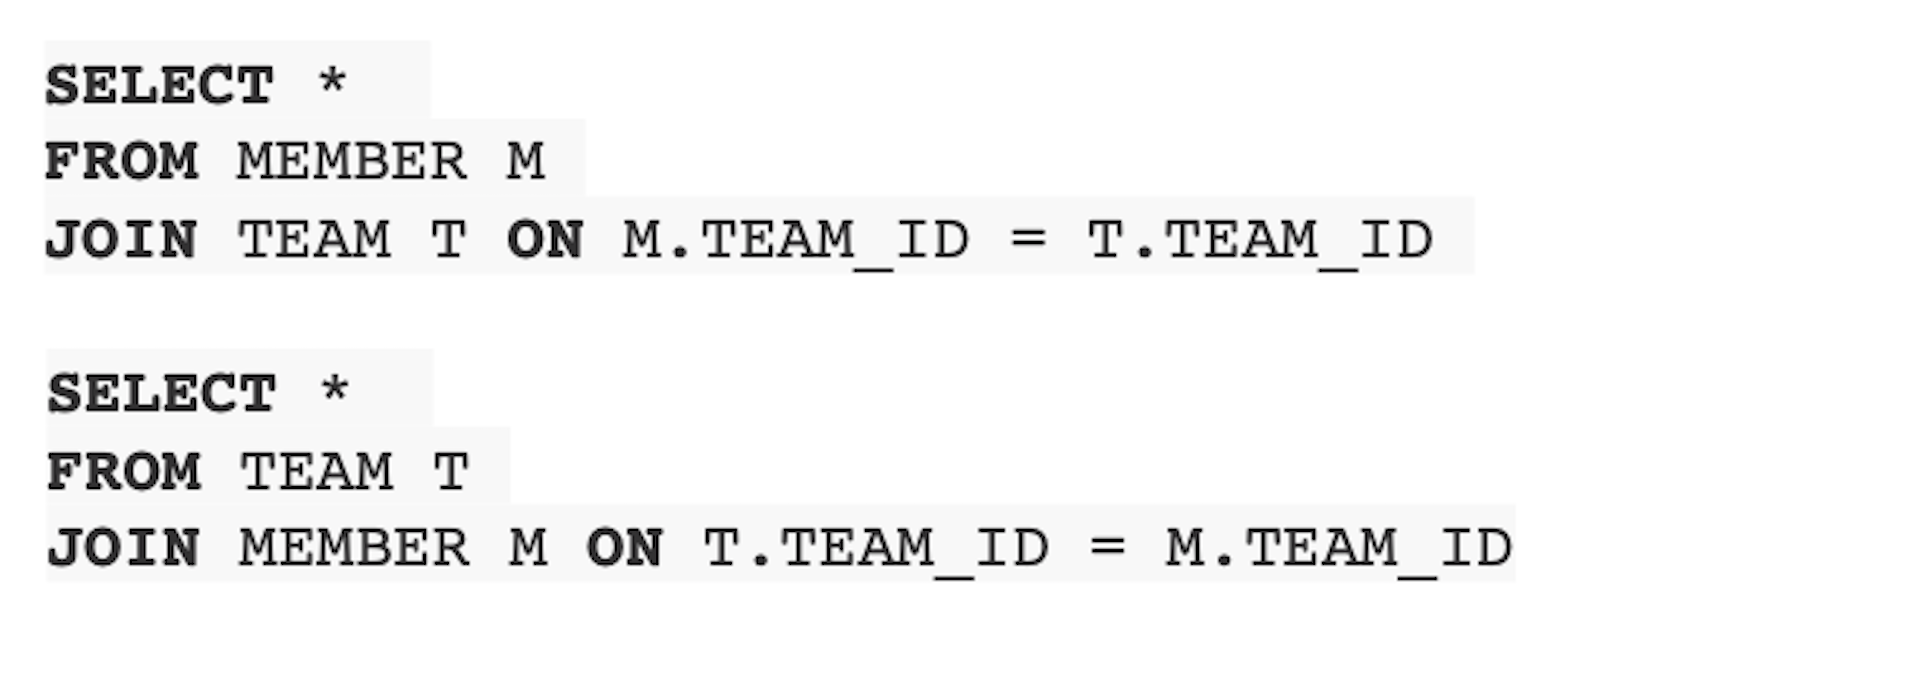 SELECT *
FROM MEMBER M
JOIN TEAM T ON M.TEAM_ID = T.TEAM_ID
SELECT *
FROM TEAM T
JOIN MEMBER M ON T.TEAM_ID = M.TEAM_ID